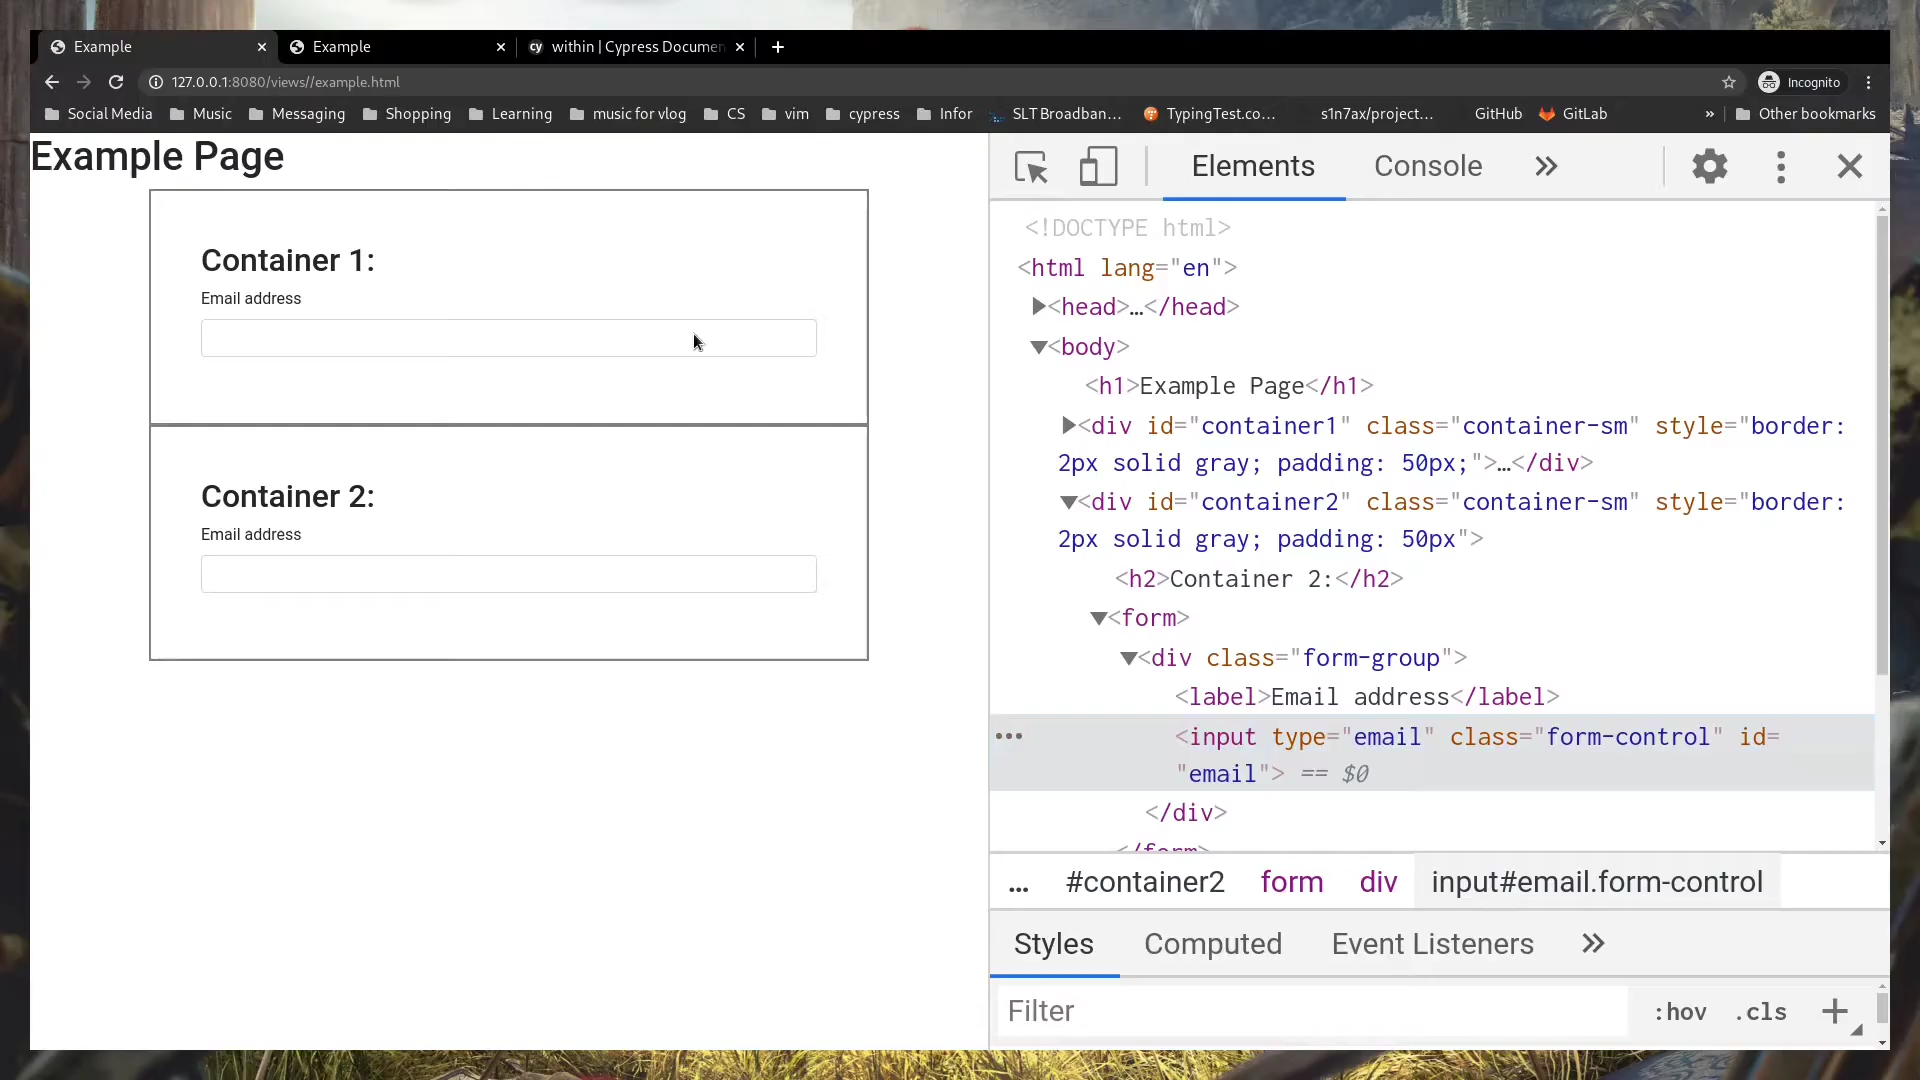 Example
Example
within | Cypress Documen
127.0.0.1:8080/views//example.html
Incognito
Social Media
Music
Messaging
Shopping
Learning
music for vlog
CS
vim
cypress
Infor
SLT Broadban...
TypingTest.co...
s1n7ax/project...
GitHub
GitLab
»
Other bookmarks
Example Page
Container 1:
Email address
Container 2:
Email address
Elements
Console
<!DOCTYPE html>
<html lang="en">
<head>…</head>
<body>
<h1>Example Page</h1>
<div id="container1" class="container-sm" style="border:
2px solid gray; padding: 50px;">…</div>
<div id="container2" class="container-sm" style="border:
2px solid gray; padding: 50px">
<h2>Container 2:</h2>
<form>
<div class="form-group">
<label>Email address</label>
<input type="email" class="form-control" id=
"email"> == $0
</div>
</form>
... #container2 form div input#email.form-control
Styles
Computed
Event Listeners
Filter
:hov .cls